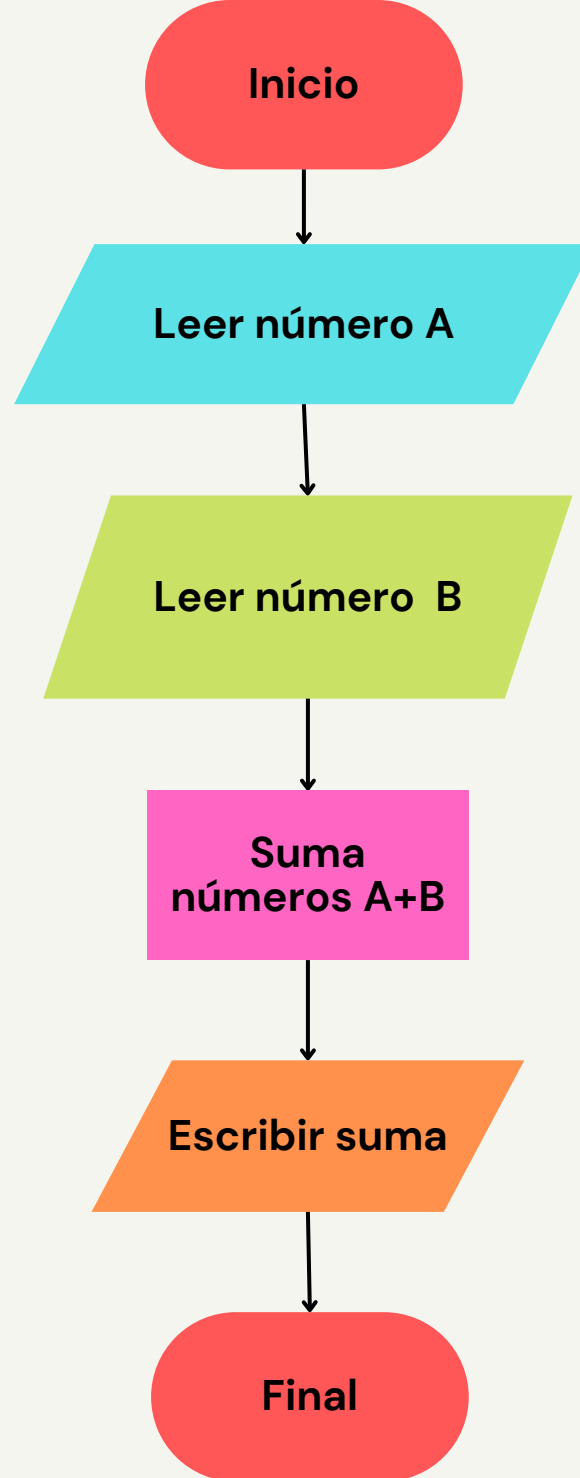 Inicio
Leer número A
Leer número B
Suma
números A+B
Escribir suma
Final